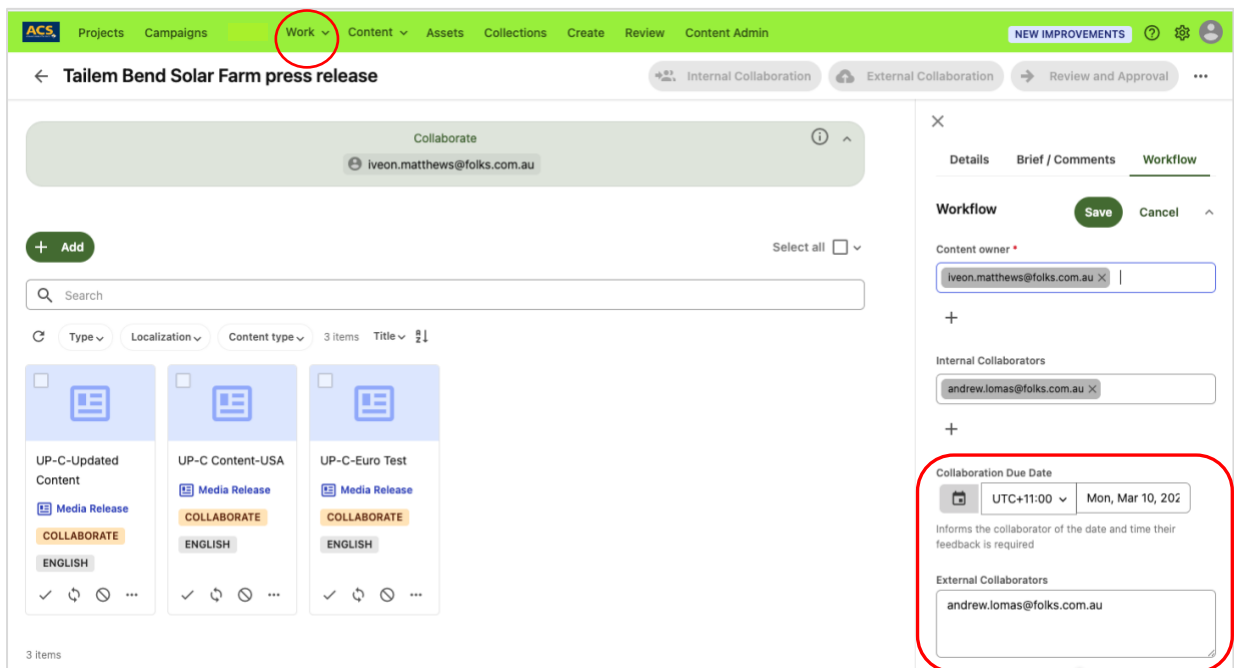 ACS Projects Campaigns Work Content Assets Collections Create Review Content Admin NEW IMPROVEMENTS
Tailem Bend Solar Farm press release Internal Collaboration External Collaboration Review and Approval
Collaborate
iveon.matthews@folks.com.au
Details Brief / Comments Workflow
Workflow Save Cancel
Content owner *
iveon.matthews@folks.com.au
+ Add
Select all
Search
Type Localization Content type 3 items Title
UP-C-Updated
Content
Media Release
COLLABORATE
ENGLISH
UP-C Content-USA
Media Release
COLLABORATE
ENGLISH
UP-C-Euro Test
Media Release
COLLABORATE
ENGLISH
3 items
Internal Collaborators
andrew.lomas@folks.com.au
Collaboration Due Date
UTC+11:00 Mon, Mar 10, 202
Informs the collaborator of the date and time their
feedback is required
External Collaborators
andrew.lomas@folks.com.au